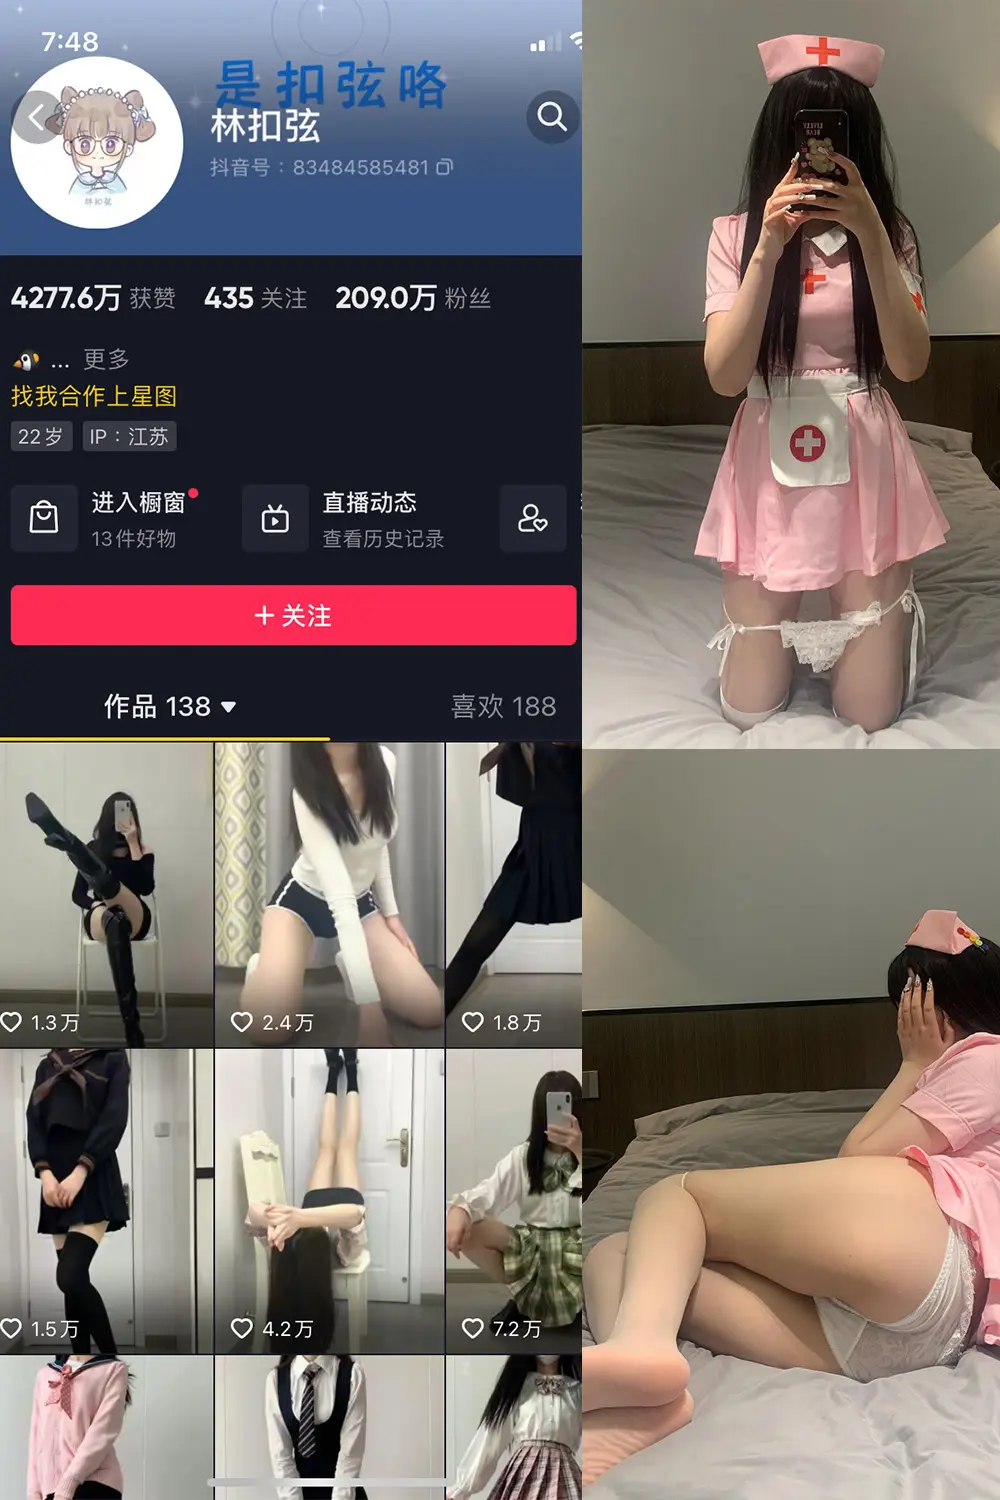 7:48
是扣弦咯
林扣弦
抖音号：83484585481
林扣弦
4277.6万 获赞 435 关注 209.0万 粉丝
... 更多
找我合作上星图
22岁 IP：江苏
进入橱窗
13件好物
直播动态
查看历史记录
+ 关注
作品 138 喜欢 188
1.3万 2.4万 1.8万
1.5万 4.2万 7.2万